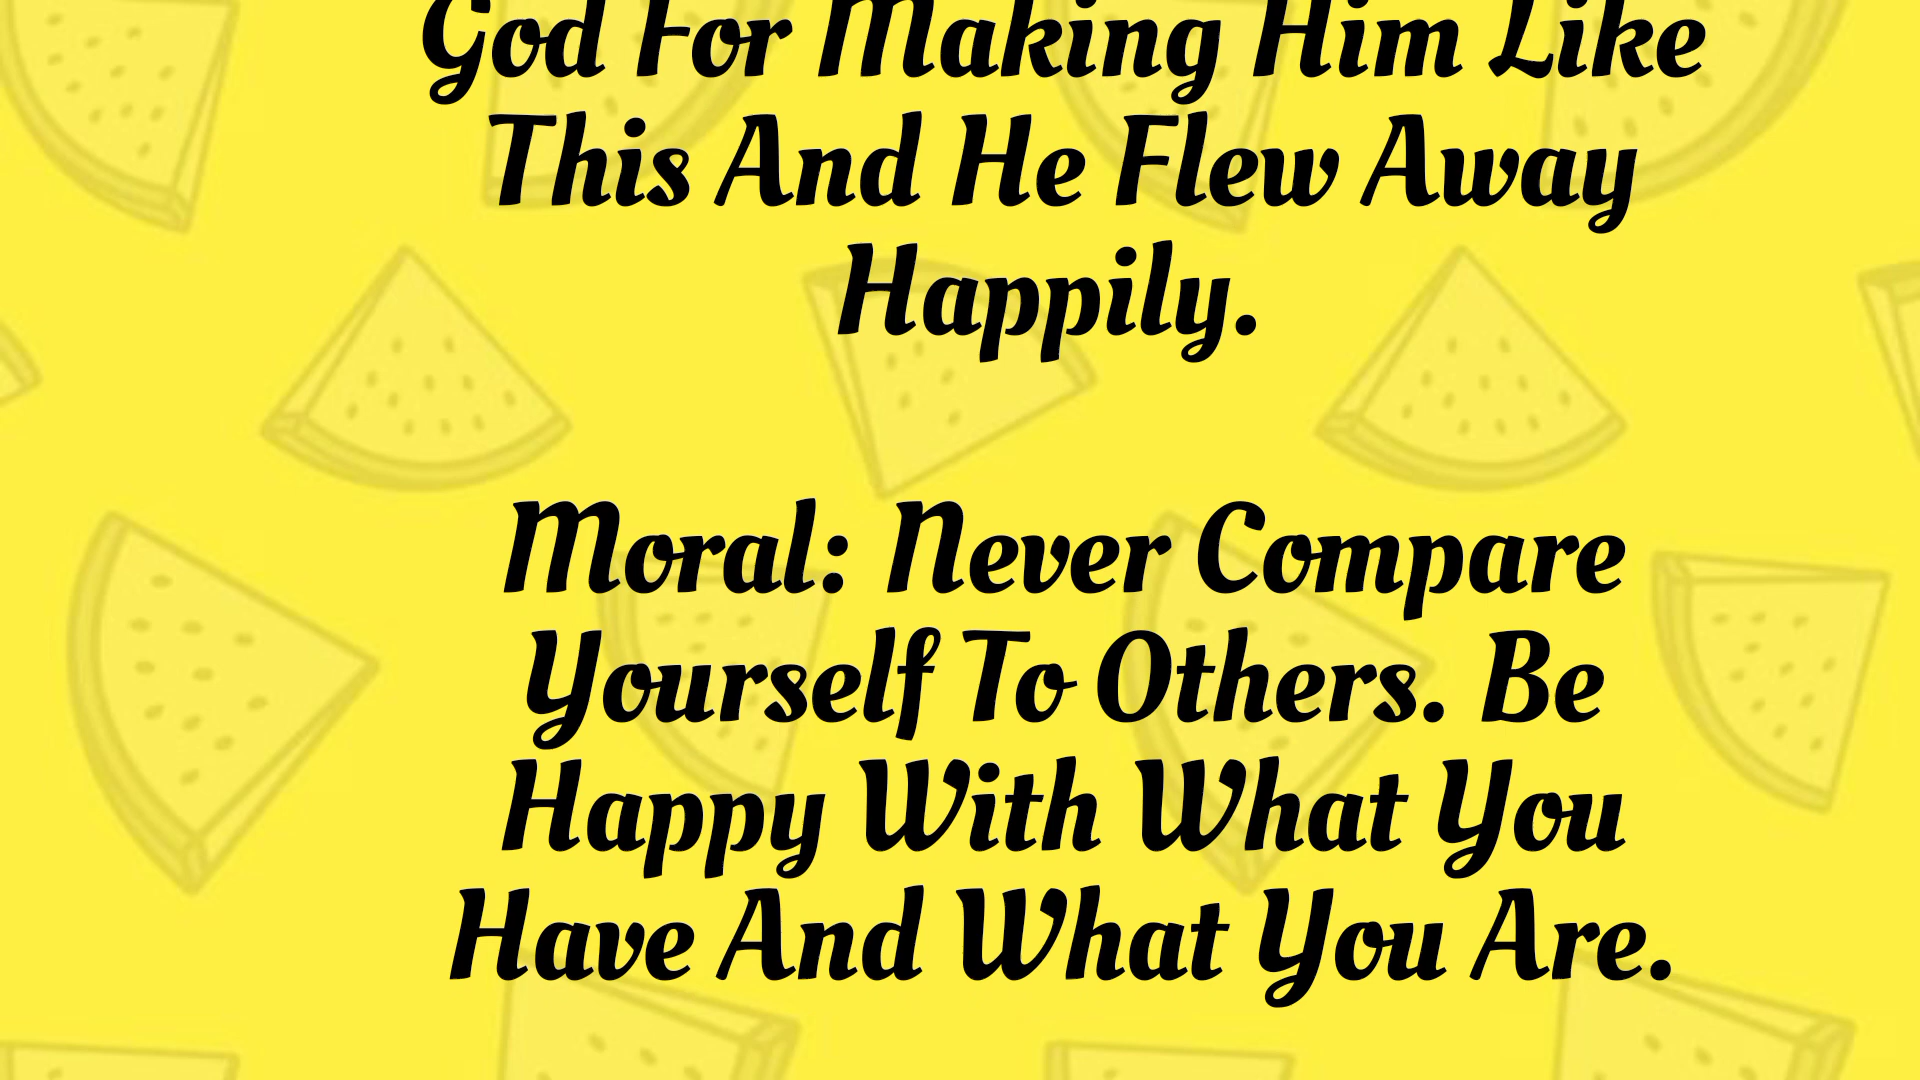 God For Making Him Like
This And He Flew Away
Happily.
Moral: Never Compare
Yourself To Others. Be
Happy With What You
Have And What You Are.